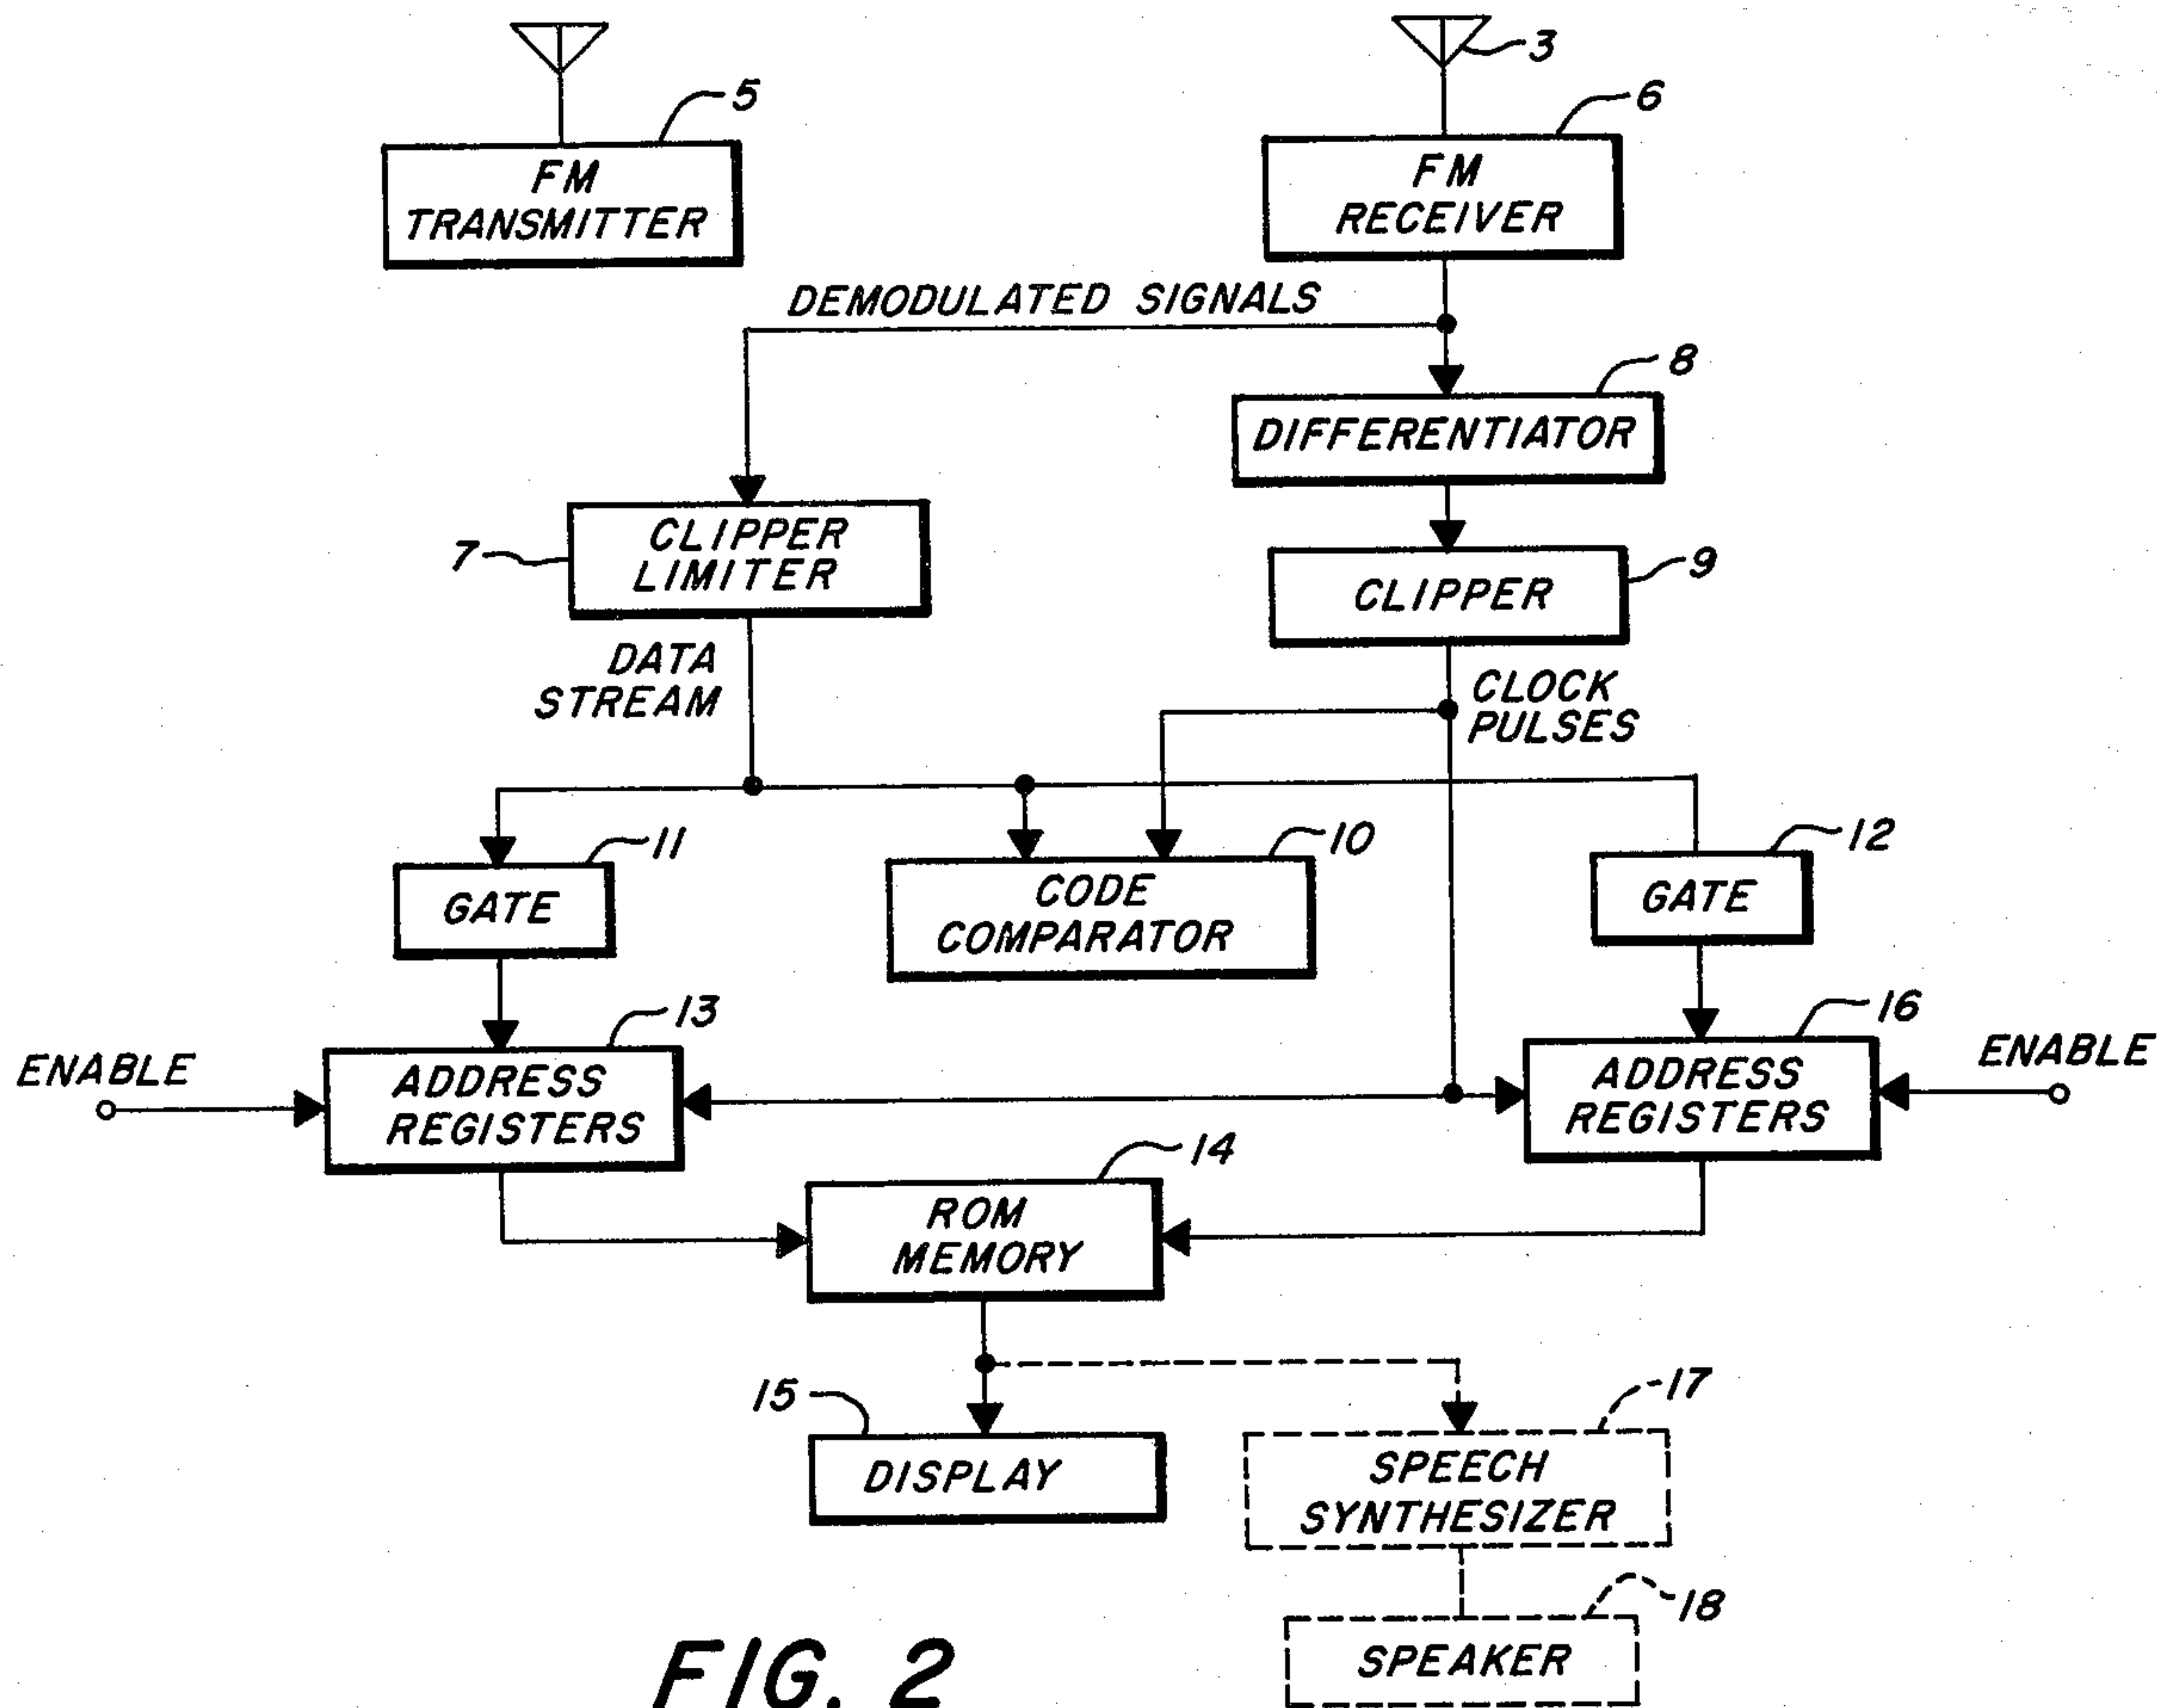 3
5
6
FM
TRANSMITTER
FM
RECEIVER
DEMODULATED SIGNALS
8
DIFFERENTIATOR
7
CLIPPER
LIMITER
9
CLIPPER
DATA
STREAM
CLOCK
PULSES
11
10
12
GATE
CODE
COMPARATOR
GATE
13
16
ENABLE
ADDRESS
REGISTERS
ADDRESS
REGISTERS
ENABLE
14
ROM
MEMORY
15
17
DISPLAY
SPEECH
SYNTHESIZER
18
SPEAKER
FIG. 2